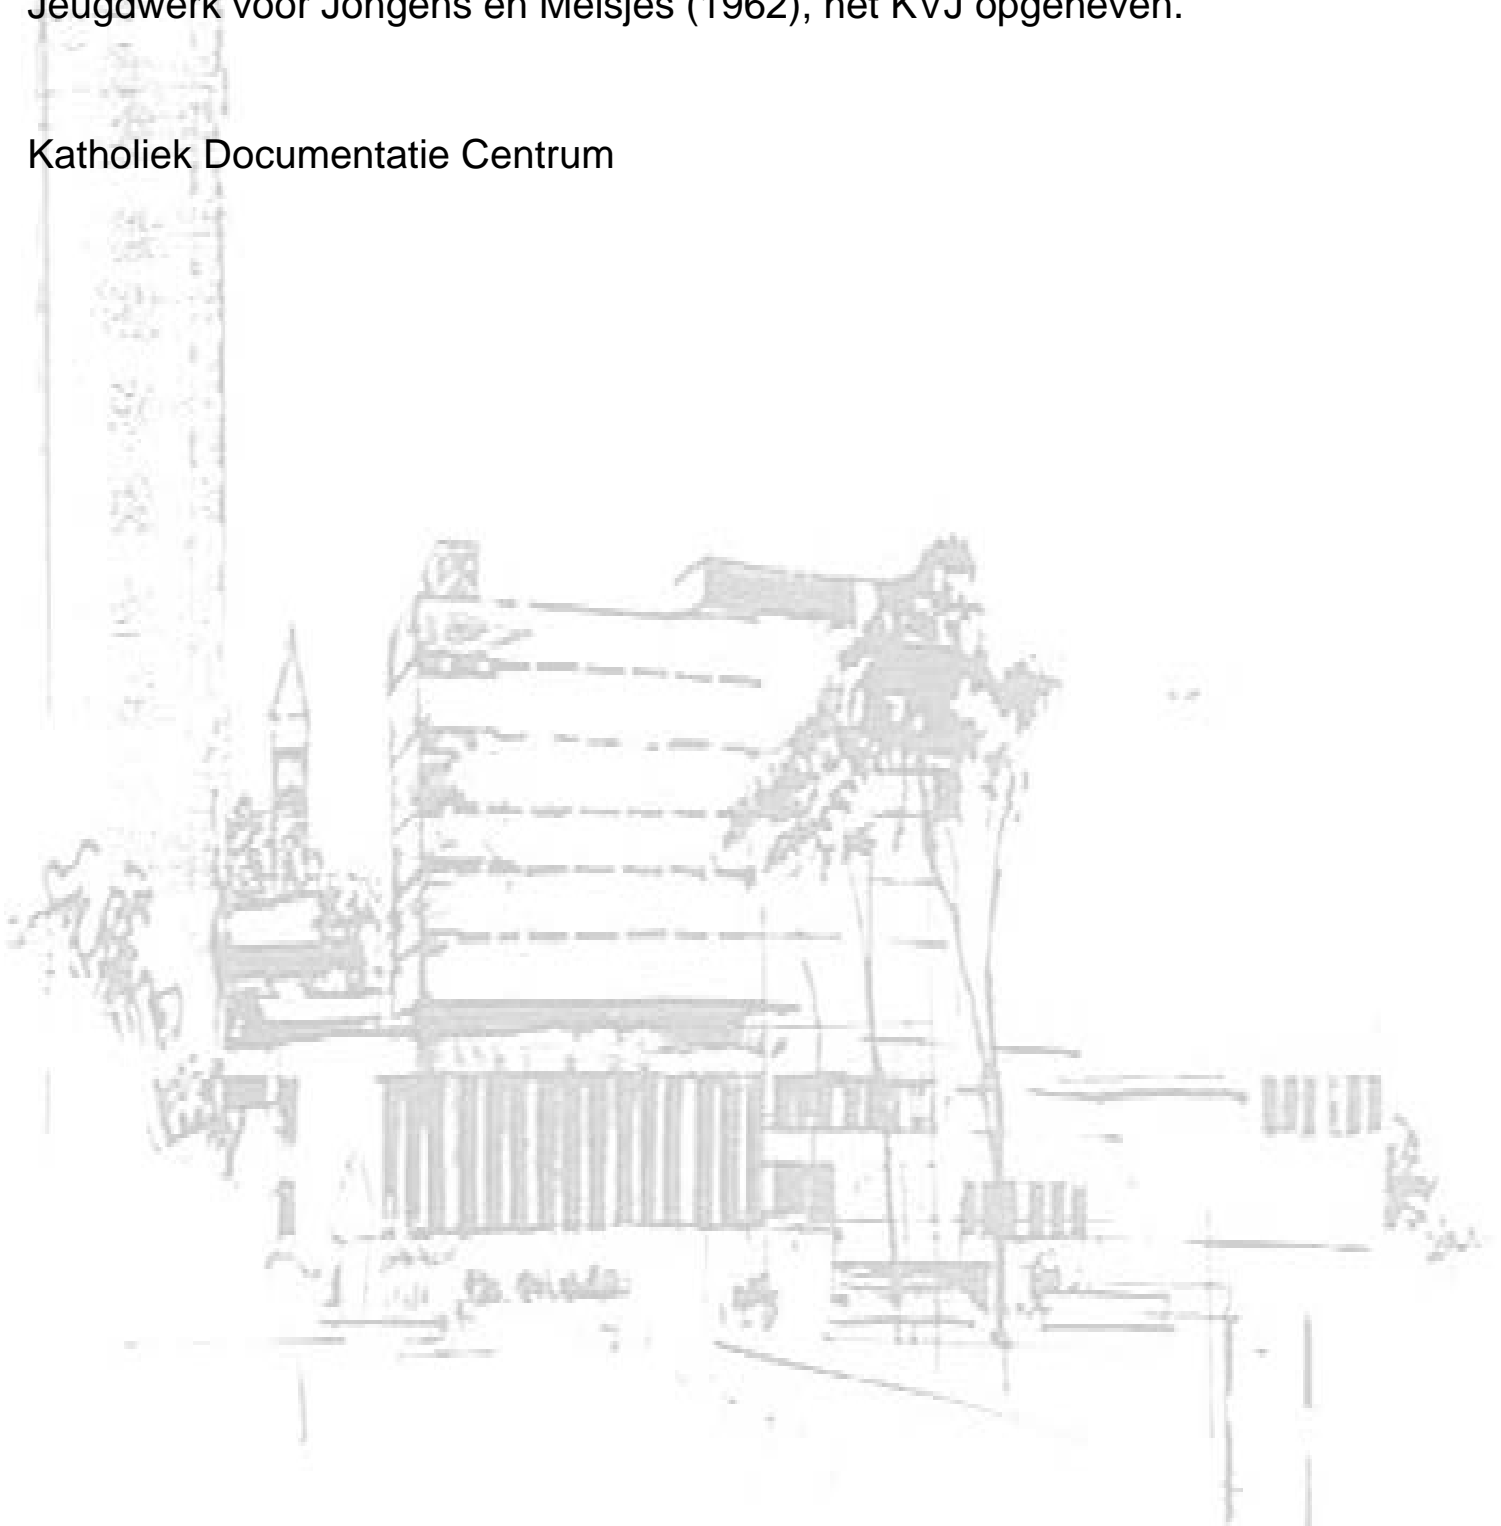 Jeugdwerk voor Jongens en Meisjes (1962), het KVJ opgeheven.
Katholiek Documentatie Centrum